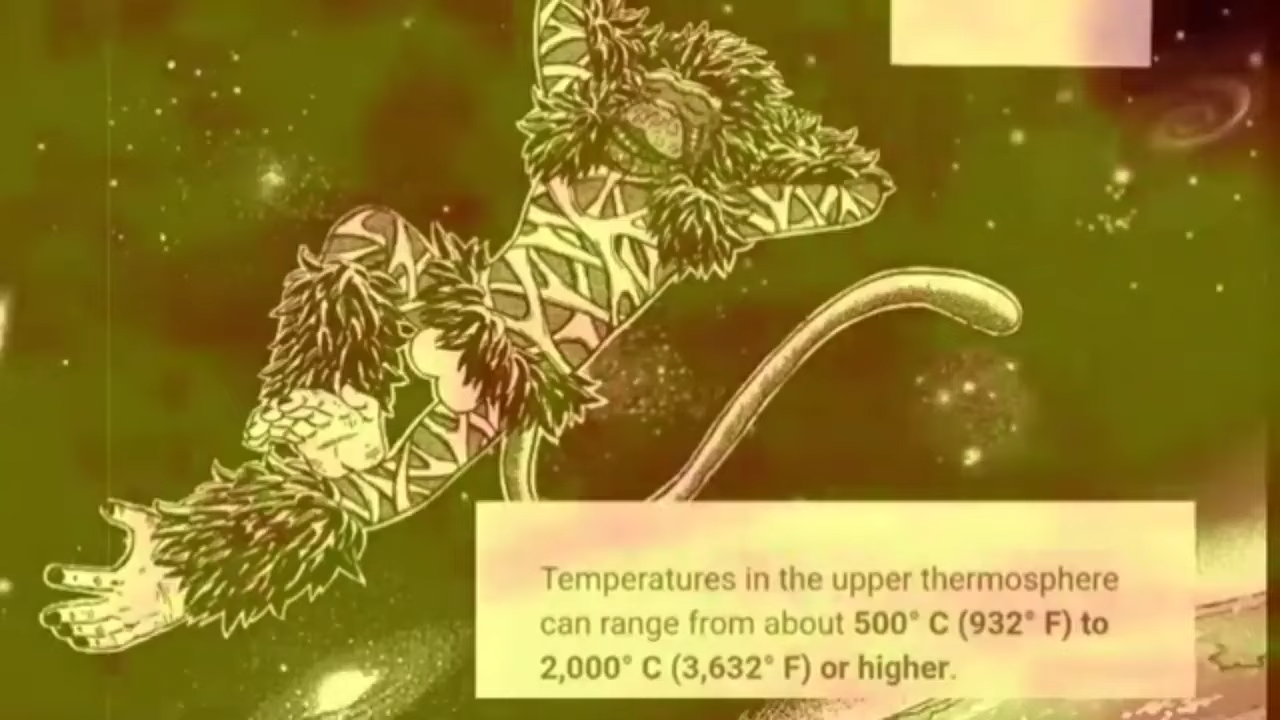 Temperatures in the upper thermosphere
can range from about 500° C (932° F) to
2,000° C (3,632° F) or higher.